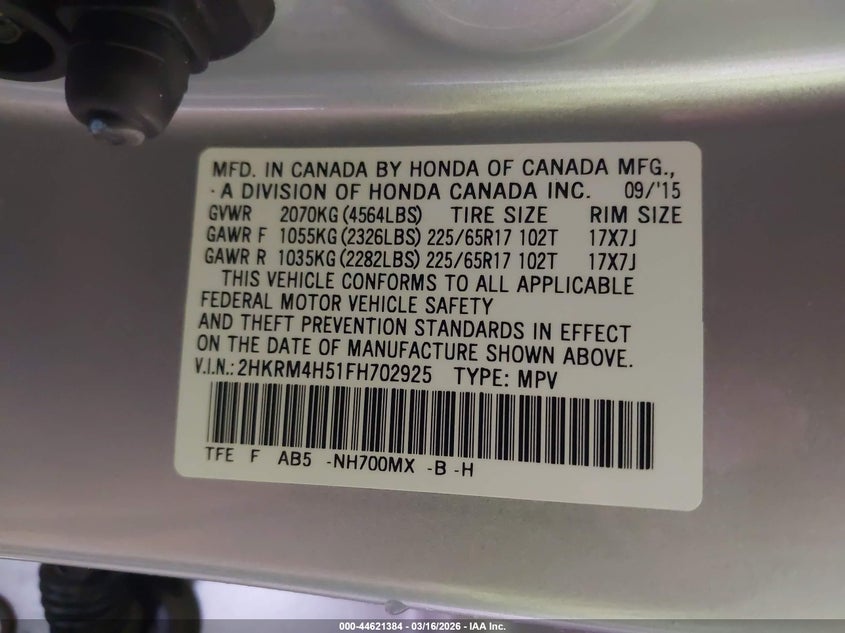 MFD. IN CANADA BY HONDA OF CANADA MFG.,
· A DIVISION OF HONDA CANADA INC. 09/'15
GVWR 2070KG (4564LBS) TIRE SIZE RIM SIZE
GAWR F 1055KG (2326LBS) 225/65R17 102T 17X7J
GAWR R 1035KG (2282LBS) 225/65R17 102T 17X7J
THIS VEHICLE CONFORMS TO ALL APPLICABLE
FEDERAL MOTOR VEHICLE SAFETY
AND THEFT PREVENTION STANDARDS IN EFFECT
ON THE DATE OF MANUFACTURE SHOWN ABOVE.
V.I.N.: 2HKRM4H51FH702925 TYPE: MPV
TFE F AB5 -NH700MX -B -H
000-44621384 - 03/16/2026 - IAA Inc.